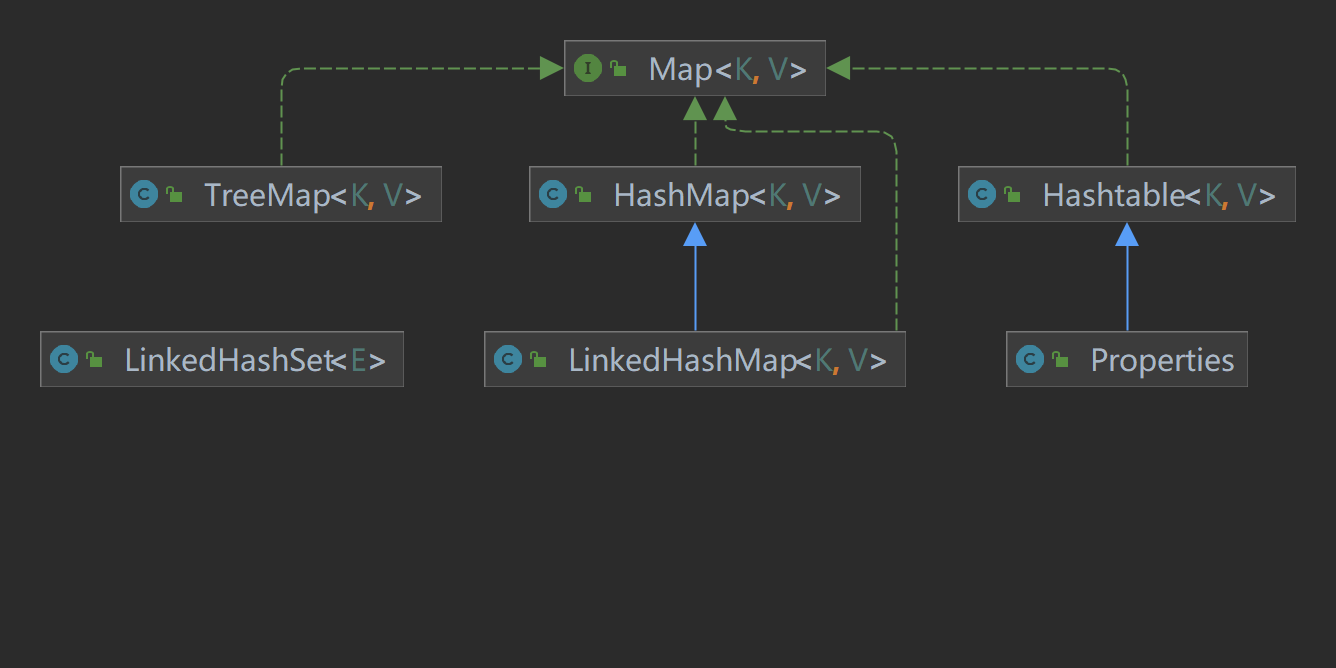 I Map<K, V>
C TreeMap<K, V>
C HashMap<K, V>
C Hashtable<K, V>
C LinkedHashSet<E>
C LinkedHashMap<K, V>
C Properties